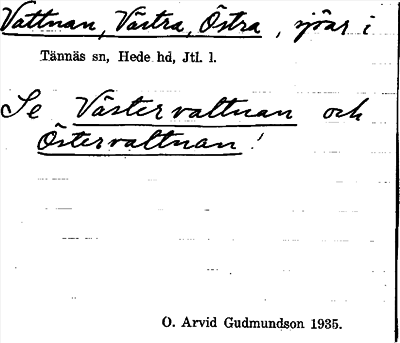 Vattnan, Västra, Östra, sjöar i
Tännäs sn, Hede hd, Jtl. l.
Se Västervattnan och
Östervattnan!
O. Arvid Gudmundson 1935.